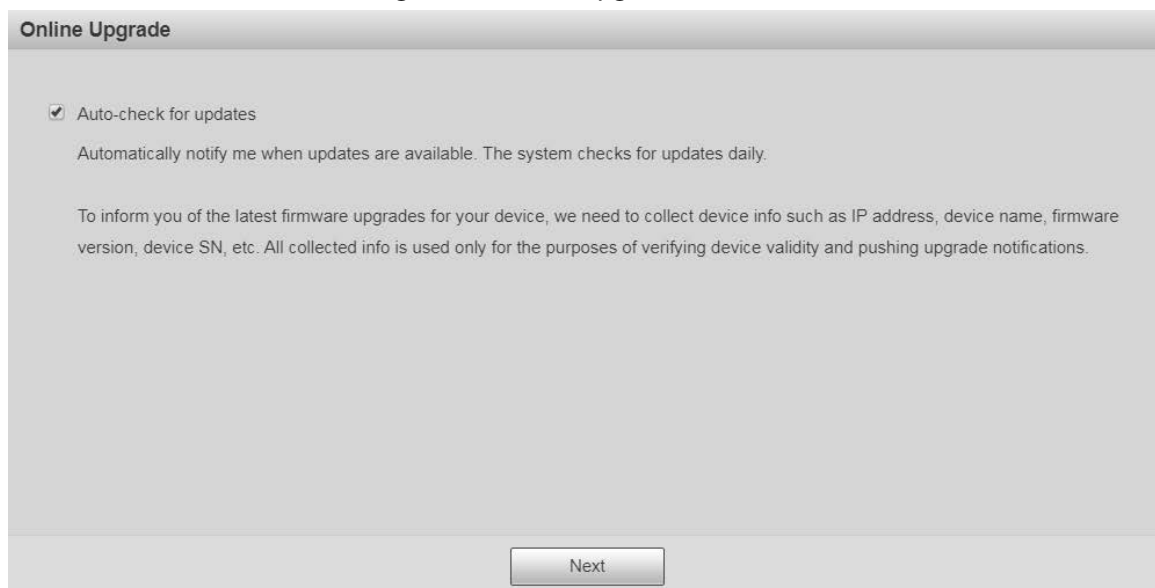 Online Upgrade
Auto-check for updates
Automatically notify me when updates are available. The system checks for updates daily.
To inform you of the latest firmware upgrades for your device, we need to collect device info such as IP address, device name, firmware
version, device SN, etc. All collected info is used only for the purposes of verifying device validity and pushing upgrade notifications.
Next